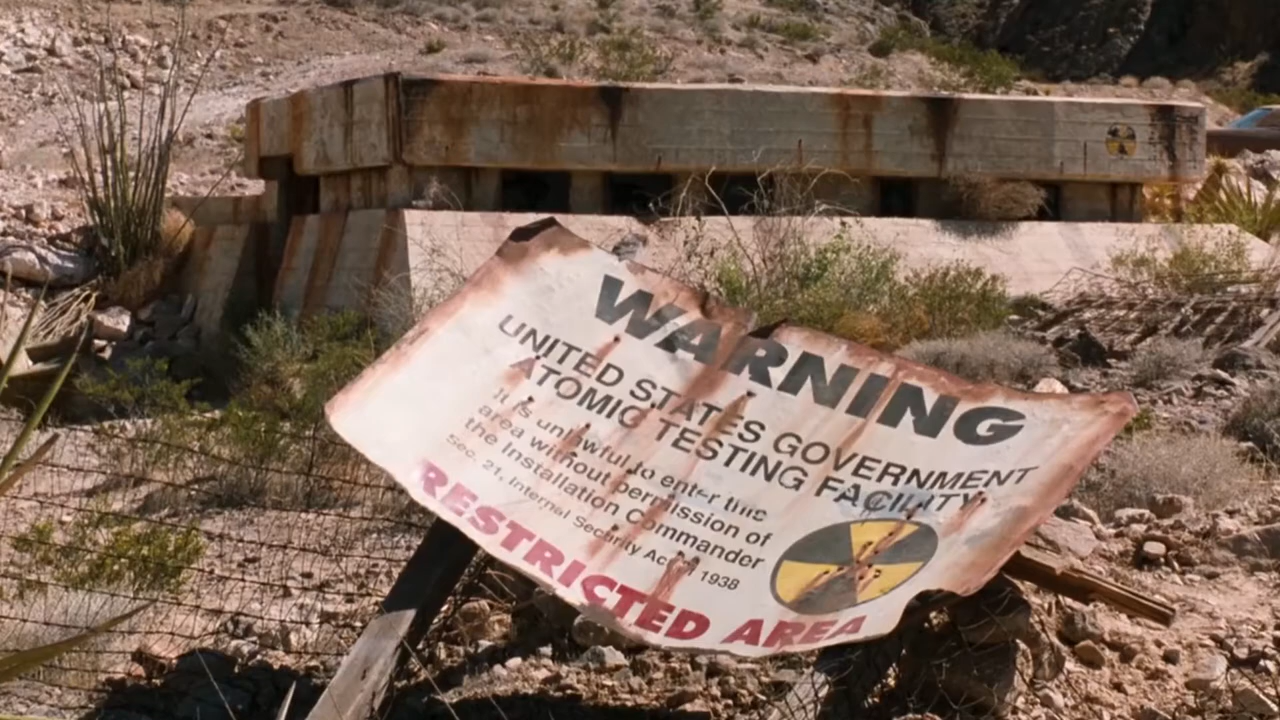 WARNING
UNITED STATES GOVERNMENT
ATOMIC TESTING FACILITY
It is unlawful to enter this
area without permission of
the Installation Commander
Sec. 21, Internal Security Act of 1938
RESTRICTED AREA